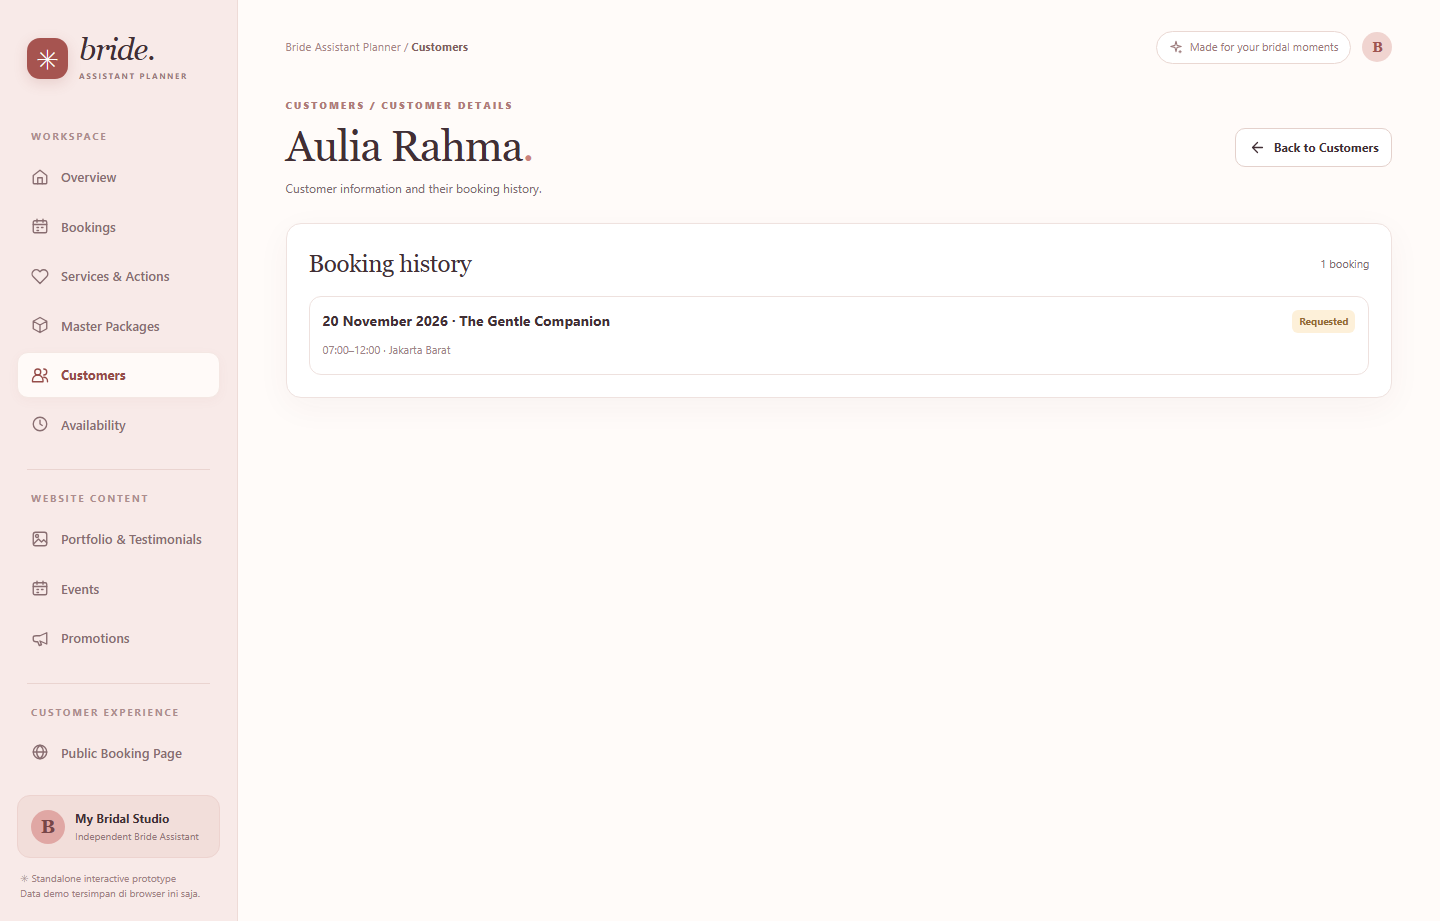 bride.
ASSISTANT PLANNER
WORKSPACE
Overview
Bookings
Services & Actions
Master Packages
Customers
Availability
WEBSITE CONTENT
Portfolio & Testimonials
Events
Promotions
CUSTOMER EXPERIENCE
Public Booking Page
B
My Bridal Studio
Independent Bride Assistant
✳ Standalone interactive prototype
Data demo tersimpan di browser ini saja.
Bride Assistant Planner / Customers
Made for your bridal moments
B
CUSTOMERS / CUSTOMER DETAILS
Aulia Rahma.
Back to Customers
Customer information and their booking history.
Booking history
1 booking
20 November 2026 · The Gentle Companion
Requested
07:00–12:00 · Jakarta Barat